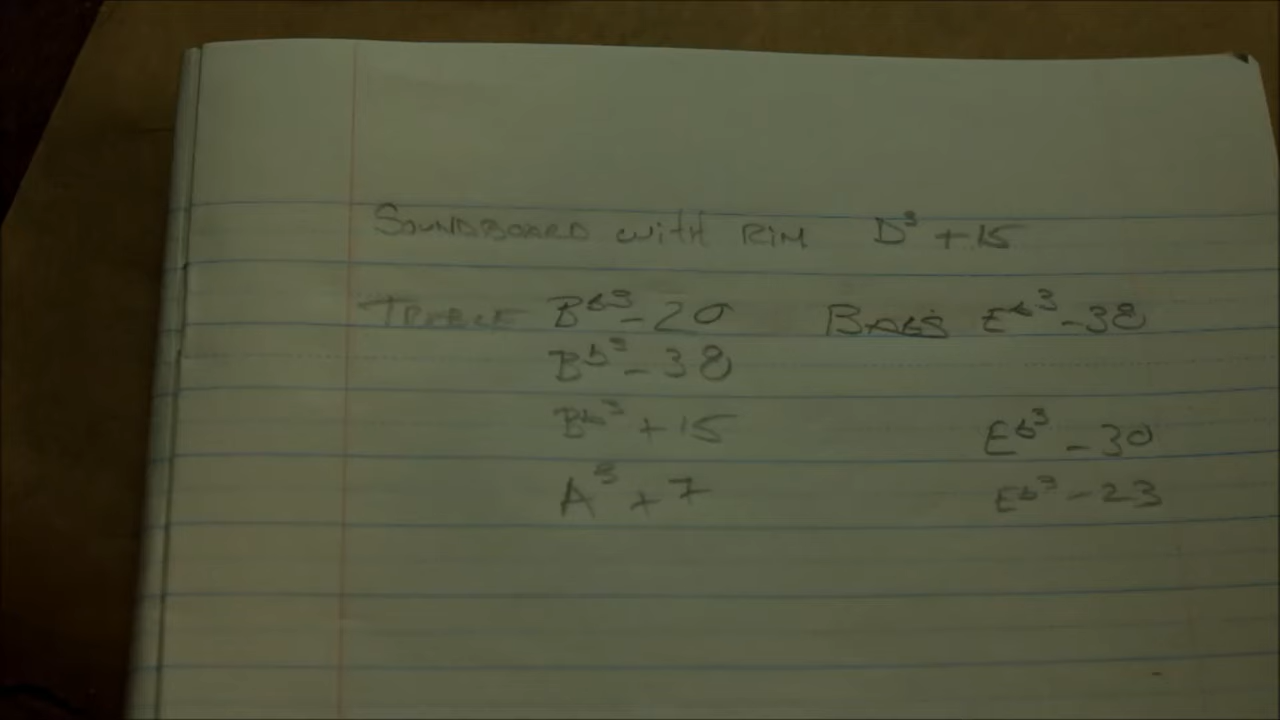 SOUNDBOARD WITH RIM D³ +15
TREBLE B♭³ -20 BASS E♭³ -38
B♭³ -38
B♭³ +15 E♭³ -30
A³ +7 E♭³ -23